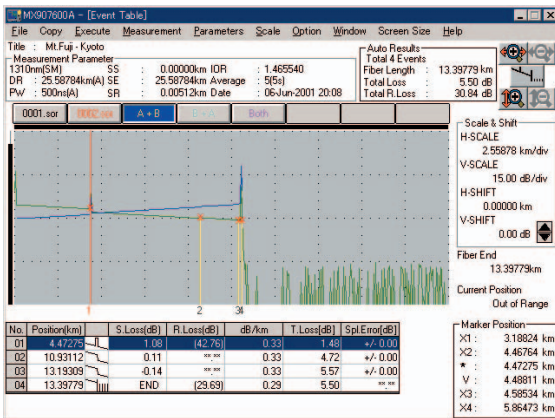 MX907600A - [Event Table]
File Copy Execute Measurement Parameters Scale Option Window Screen Size Help
Title : Mt.Fuji - Kyoto
Measurement Parameter
1310nm(SM) SS : 0.00000km IOR : 1.465540
DR : 25.58784km(A) SE : 25.58784km Average : 5(5s)
PW : 500ns(A) SR : 0.00512km Date : 06-Jun-2001 20:08
Auto Results
Total 4 Events
Fiber Length : 13.39779 km
Total Loss : 5.50 dB
Total R.Loss : 30.84 dB
0001.sor 0002.sor A + B B - A Both
Scale & Shift
H-SCALE
2.55878 km/div
V-SCALE
15.00 dB/div
H-SHIFT
0.00000 km
V-SHIFT
0.00 dB
Fiber End
13.39779km
Current Position
Out of Range
1 2 34
No. Position(km) S.Loss(dB) R.Loss(dB) dB/km T.Loss(dB) Spl.Error[dB]
01 4.47275 1.08 (42.76) 0.33 1.48 +/- 0.00
02 10.93112 0.11 **.** 0.33 4.72 +/- 0.00
03 13.19309 -0.14 **.** 0.33 5.57 +/- 0.00
04 13.39779 END (29.69) 0.29 5.50 **.**
Marker Position
X1 : 3.18824 km
X2 : 4.46764 km
* : 4.47275 km
V : 4.48811 km
X3 : 4.58534 km
X4 : 5.86473 km